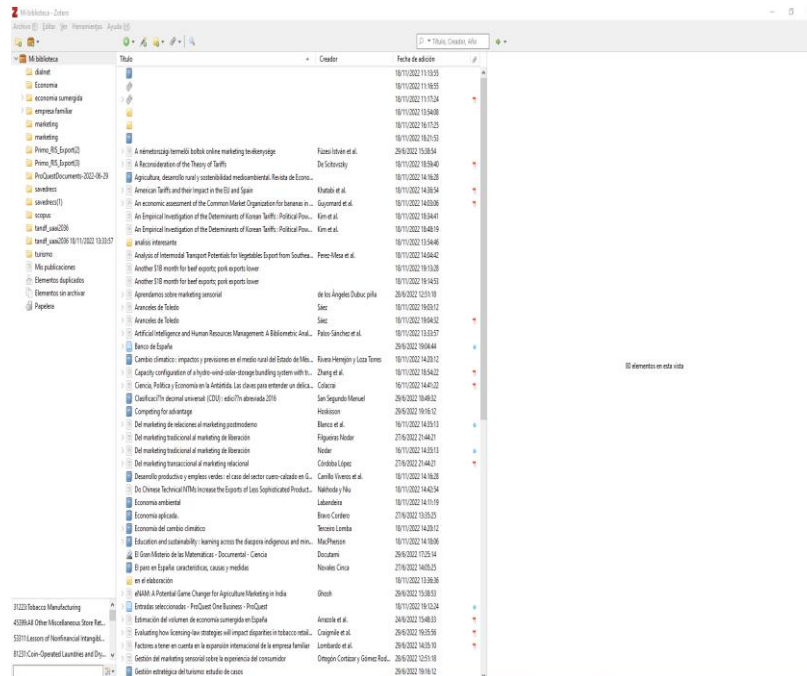 Mi biblioteca - Zotero
Archivo (F) Editar Ver Herramientas Ayuda (H)
Título, Creador, Año
Mi biblioteca
dialnet
Economia
economia sumergida
empresa familiar
marketing
marketing
Primo_RIS_Export(2)
Primo_RIS_Export(3)
ProQuestDocuments-2022-06-29
savedrecs
savedrecs(1)
scopus
tandf_uaai2036
tandf_uaai2036 18/11/2022 13:33:57
turismo
Mis publicaciones
Elementos duplicados
Elementos sin archivar
Papelera
31223:Tobacco Manufacturing
45399:All Other Miscellaneous Store Ret...
53311:Lessors of Nonfinancial Intangibl...
81231:Coin-Operated Laundries and Dry...
Título Creador Fecha de adición
18/11/2022 11:13:55
18/11/2022 11:16:55
18/11/2022 11:17:24
18/11/2022 13:54:08
18/11/2022 16:17:25
18/11/2022 18:21:53
A németországi termelői boltok online marketing tevékenysége Füzesi István et al. 29/6/2022 15:38:54
A Reconsideration of the Theory of Tariffs De Scitovszky 18/11/2022 18:59:40
Agricultura, desarrollo rural y sostenibilidad medioambiental. Revista de Econo... 18/11/2022 14:16:28
American Tariffs and their Impact in the EU and Spain Khatabi et al. 18/11/2022 14:36:54
An economic assessment of the Common Market Organization for bananas in ... Guyomard et al. 18/11/2022 14:03:06
An Empirical Investigation of the Determinants of Korean Tariffs : Political Pow... Kim et al. 18/11/2022 18:34:41
An Empirical Investigation of the Determinants of Korean Tariffs : Political Pow... Kim et al. 18/11/2022 18:48:19
analisis interesante 18/11/2022 13:54:46
Analysis of Intermodal Transport Potentials for Vegetables Export from Southea... Perez-Mesa et al. 18/11/2022 14:04:42
Another $1B month for beef exports; pork exports lower 18/11/2022 19:13:28
Another $1B month for beef exports; pork exports lower 18/11/2022 19:14:53
Aprendamos sobre marketing sensorial de los Ángeles Dubuc piña 28/6/2022 12:51:18
Aranceles de Toledo Sáez 18/11/2022 19:03:12
Aranceles de Toledo Sáez 18/11/2022 19:04:32
Artificial Intelligence and Human Resources Management: A Bibliometric Anal... Palos-Sánchez et al. 18/11/2022 13:33:57
Banco de España 29/6/2022 19:04:44
Cambio climatico : impactos y previsiones en el medio rural del Estado de Méx... Rivera Herrejón y Loza Torres 18/11/2022 14:20:12
Capacity configuration of a hydro-wind-solar-storage bundling system with tr... Zhang et al. 18/11/2022 18:54:22
Ciencia, Política y Economía en la Antártida. Las claves para entender un delica... Colacrai 16/11/2022 14:41:22
Clasificaci?n decimal universal (CDU) : edici?n abreviada 2016 San Segundo Manuel 29/6/2022 18:49:32
Competing for advantage Hoskisson 29/6/2022 19:16:12
Del marketing de relaciones al marketing postmoderno Blanco et al. 16/11/2022 14:35:13
Del marketing tradicional al marketing de liberación Filgueiras Nodar 27/6/2022 21:44:21
Del marketing tradicional al marketing de liberación Nodar 16/11/2022 14:35:13
Del marketing transaccional al marketing relacional Córdoba López 27/6/2022 21:44:21
Desarrollo productivo y empleos verdes : el caso del sector cuero-calzado en G... Carrillo Viveros et al. 18/11/2022 14:16:28
Do Chinese Technical NTMs Increase the Exports of Less Sophisticated Product... Nakhoda y Niu 18/11/2022 14:42:54
Economia ambiental Labandeira 18/11/2022 14:11:19
Economía aplicada. Bravo Cordero 27/6/2022 13:35:25
Economía del cambio climático Terceiro Lomba 18/11/2022 14:20:12
Education and sustainability : learning across the diaspora indigenous and min... MacPherson 18/11/2022 14:18:06
El Gran Misterio de las Matemáticas - Documental - Ciencia Docutami 29/6/2022 17:25:14
El paro en España: características, causas y medidas Novales Cinca 27/6/2022 14:05:25
en el elaboración 18/11/2022 13:36:36
eNAM: A Potential Game Changer for Agriculture Marketing in India Ghosh 29/6/2022 15:38:53
Entradas seleccionadas - ProQuest One Business - ProQuest 18/11/2022 19:12:24
Estimación del volumen de economía sumergida en España Arrazola et al. 24/6/2022 15:48:33
Evaluating how licensing-law strategies will impact disparities in tobacco retail... Craigmile et al. 29/6/2022 19:35:56
Factores a tener en cuenta en la expansión internacional de la empresa familiar Lombardo et al. 29/6/2022 14:35:10
Gestión del marketing sensorial sobre la experiencia del consumidor Ortegón Cortázar y Gómez Rod... 28/6/2022 12:51:18
Gestión estratégica del turismo: estudio de casos 29/6/2022 19:16:12
80 elementos en esta vista